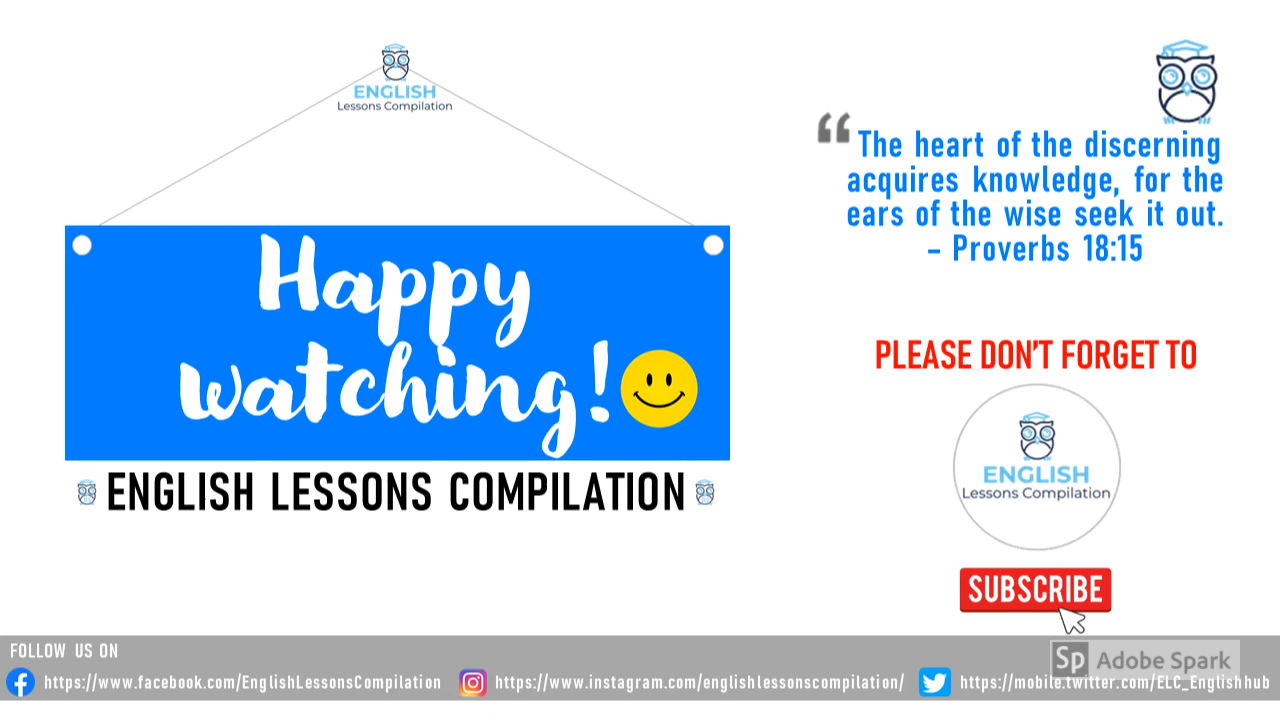 ENGLISH
Lessons Compilation
Happy
watching!
ENGLISH LESSONS COMPILATION
“The heart of the discerning
acquires knowledge, for the
ears of the wise seek it out.
– Proverbs 18:15
PLEASE DON'T FORGET TO
ENGLISH
Lessons Compilation
SUBSCRIBE
FOLLOW US ON
https://www.facebook.com/EnglishLessonsCompilation
https://www.instagram.com/englishlessonscompilation/
https://mobile.twitter.com/ELC_Englishhub
Sp Adobe Spark